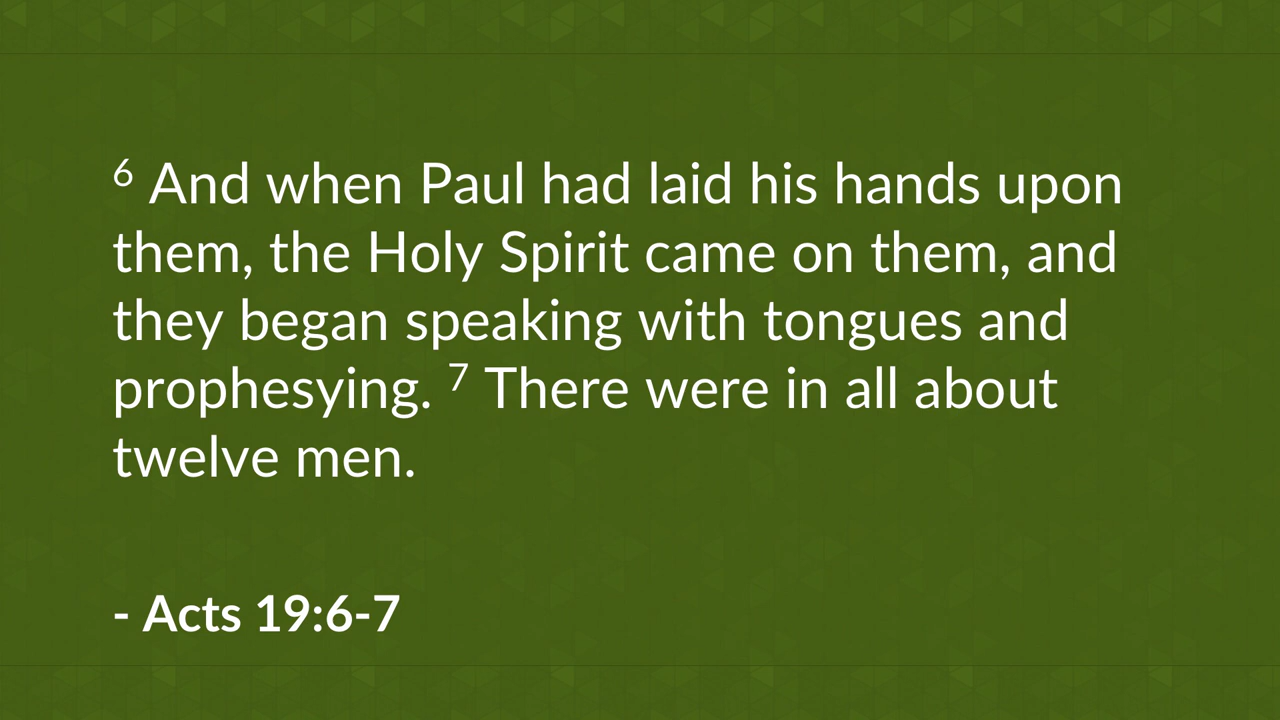 6 And when Paul had laid his hands upon
them, the Holy Spirit came on them, and
they began speaking with tongues and
prophesying. 7 There were in all about
twelve men.
- Acts 19:6-7